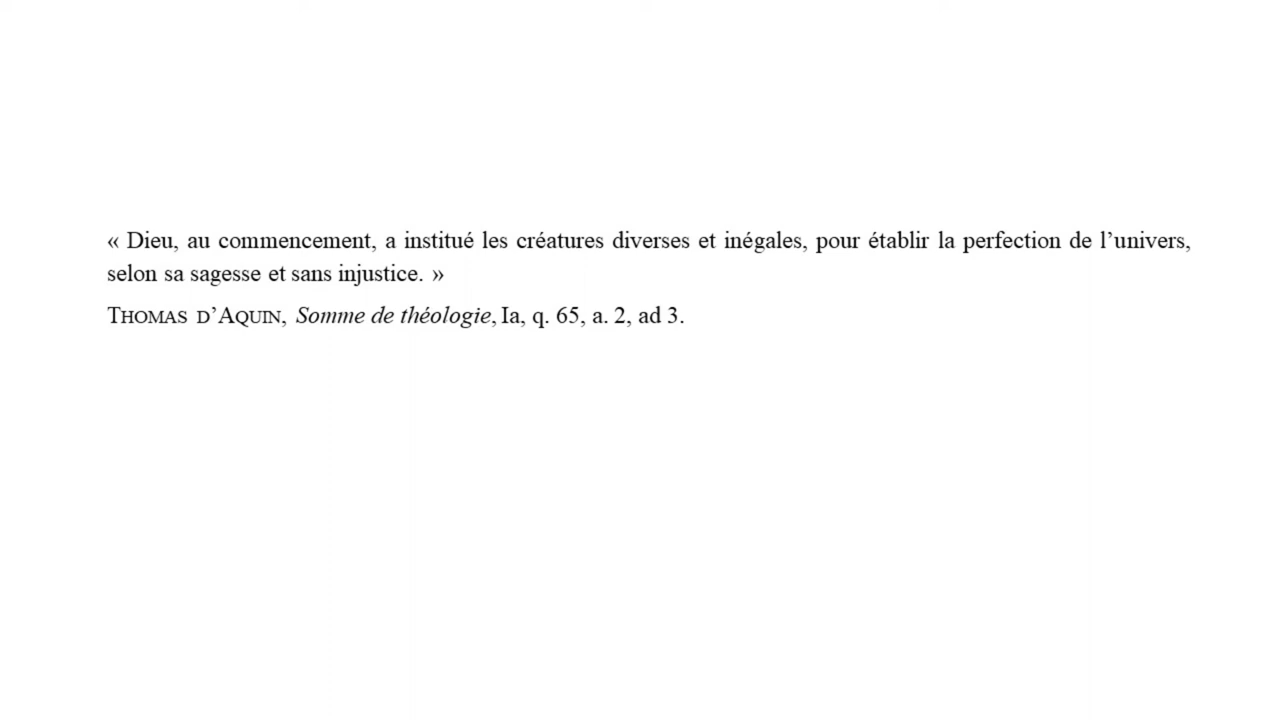 « Dieu, au commencement, a institué les créatures diverses et inégales, pour établir la perfection de l’univers,
selon sa sagesse et sans injustice. »
THOMAS D’AQUIN, Somme de théologie, Ia, q. 65, a. 2, ad 3.